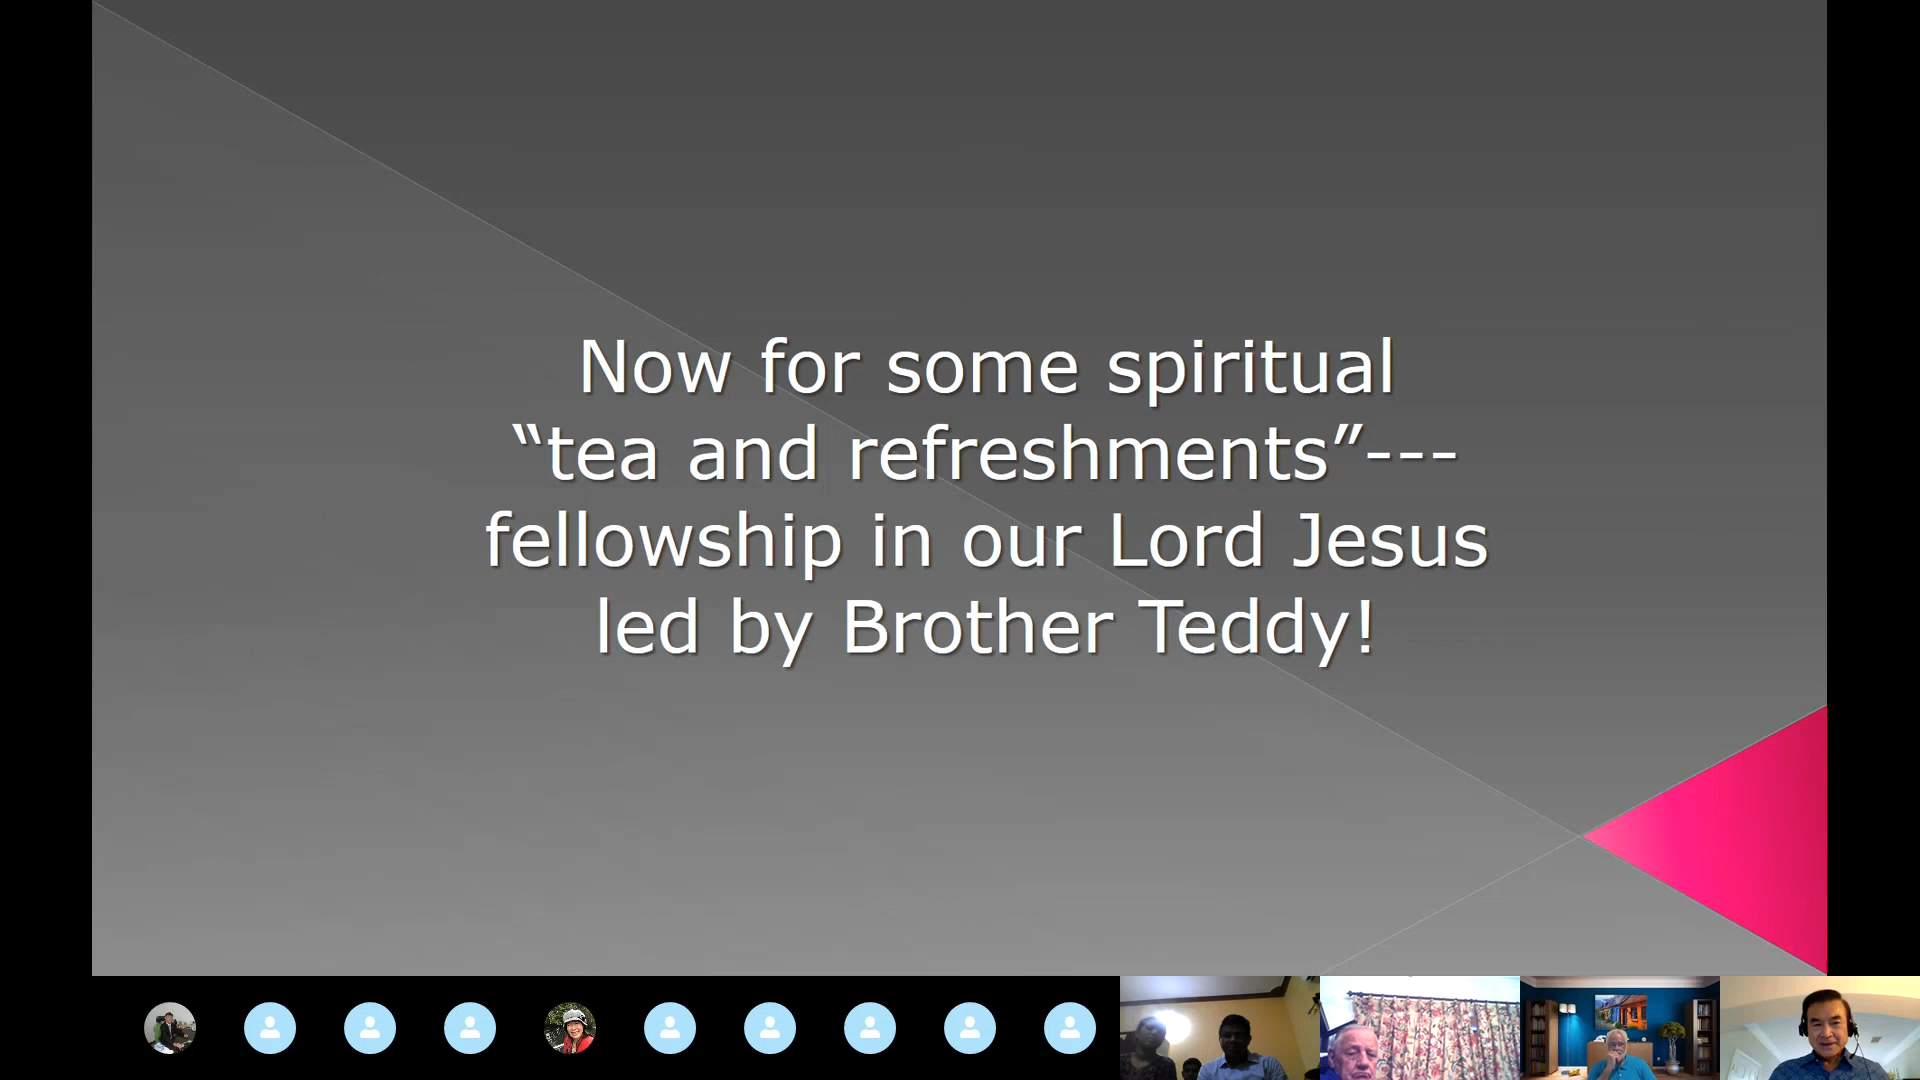 Now for some spiritual
“tea and refreshments”---
fellowship in our Lord Jesus
led by Brother Teddy!